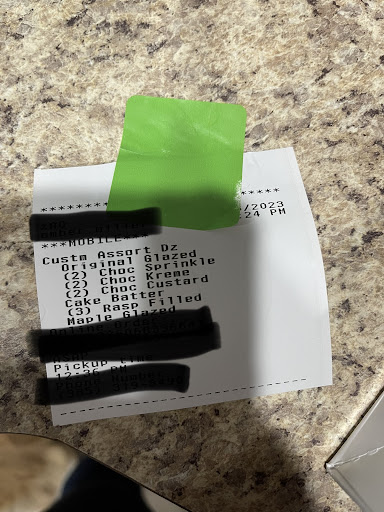 ****************
/2023
:24 PM
***MOBILE***
Custm Assort Dz
Original Glazed
(2) Choc Sprinkle
(2) Choc Kreme
(2) Choc Custard
Cake Batter
(3) Rasp Filled
Maple Glazed
Pickup Time